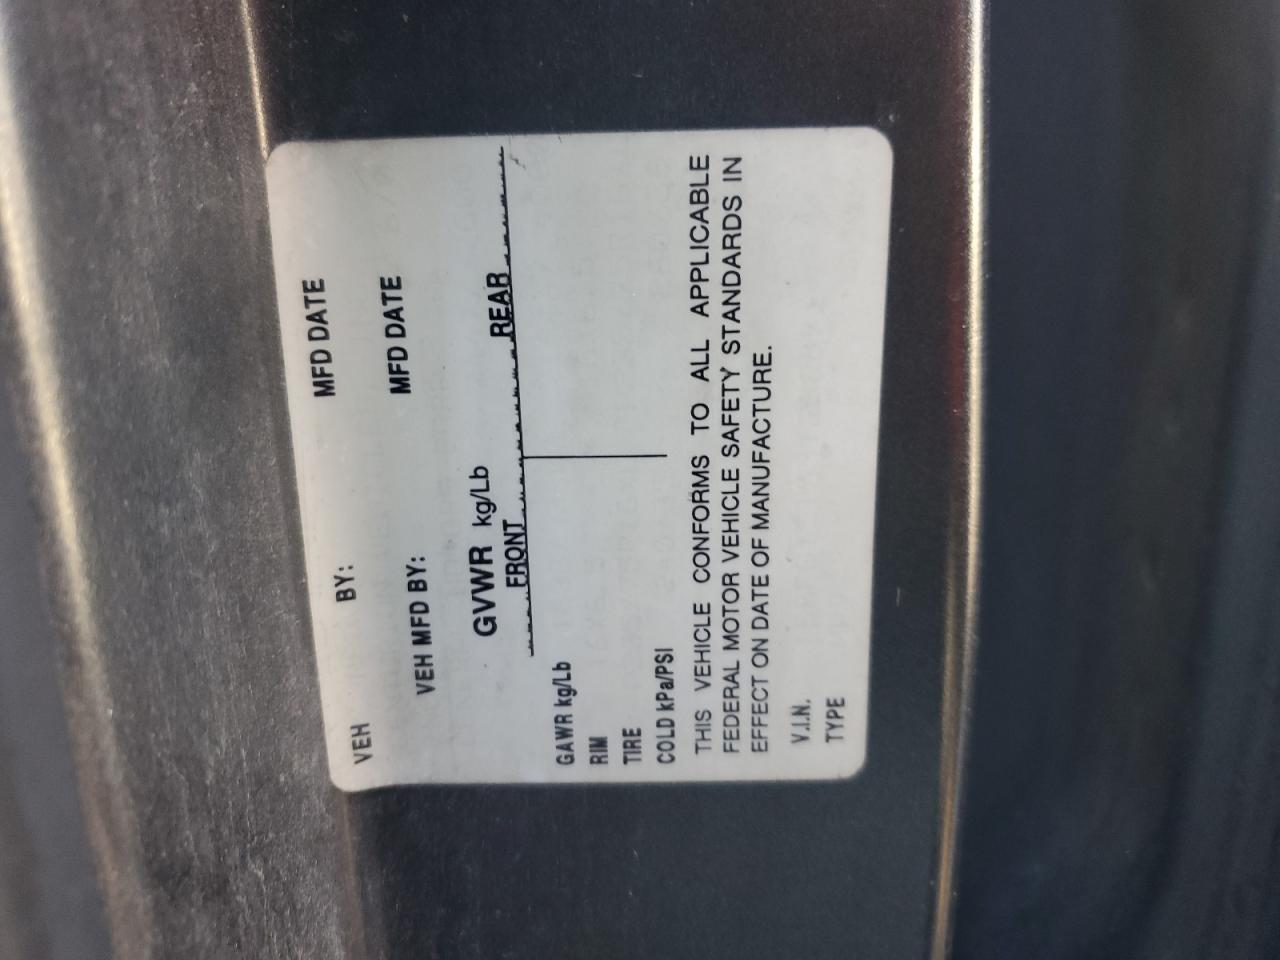 VEH BY: MFD DATE
VEH MFD BY: MFD DATE
GVWR kg/Lb
FRONT REAR
GAWR kg/Lb
RIM
TIRE
COLD kPa/PSI
THIS VEHICLE CONFORMS TO ALL APPLICABLE
FEDERAL MOTOR VEHICLE SAFETY STANDARDS IN
EFFECT ON DATE OF MANUFACTURE.
V.I.N.
TYPE